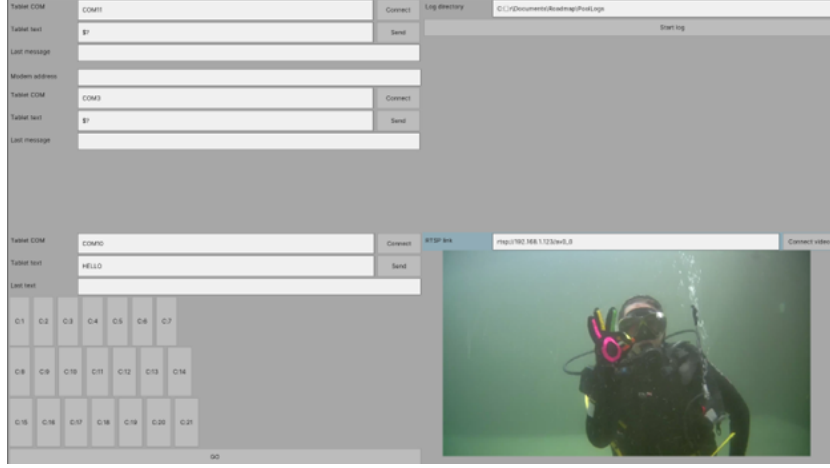 Tablet COM
COM11
Connect
Tablet text
$?
Send
Last message
Modem address
Tablet COM
COM3
Connect
Tablet text
$?
Send
Last message
Tablet COM
COM10
Connect
Tablet text
HELLO
Send
Last text
C:1 C:2 C:3 C:4 C:5 C:6 C:7
C:8 C:9 C:10 C:11 C:12 C:13 C:14
C:15 C:16 C:17 C:18 C:19 C:20 C:21
GO
Log directory
Start log
RTSP link
rtsp://192.168.1.123/av0_0
Connect video